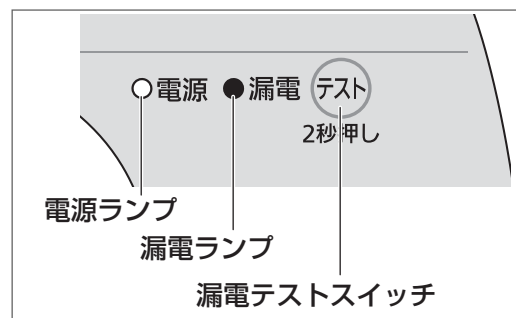 電源 漏電 テスト
2秒押し
電源ランプ
漏電ランプ
漏電テストスイッチ